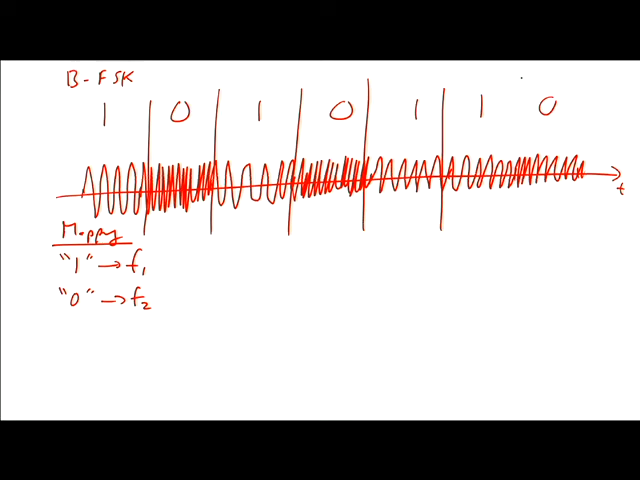 B-FSK
1 0 1 0 1 1 0
t
Mapping
"1" → f1
"0" → f2